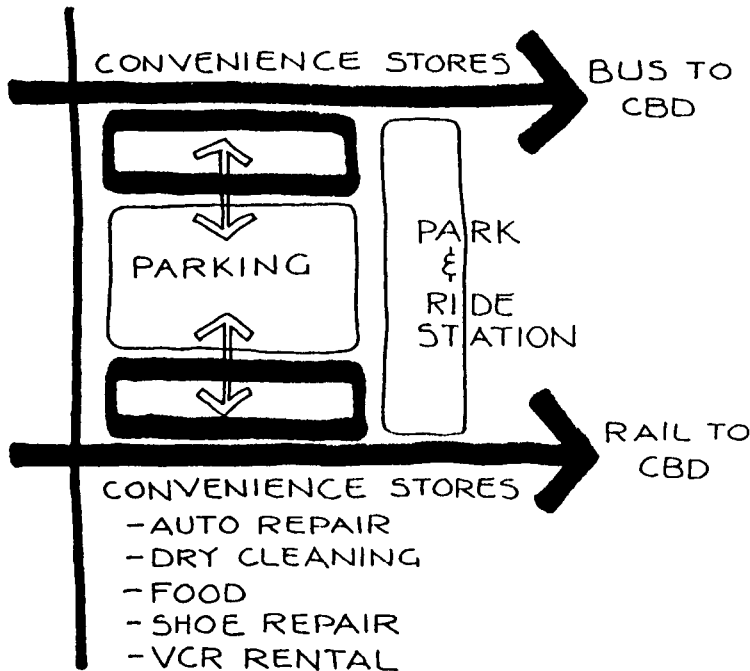 CONVENIENCE STORES
BUS TO
CBD
PARKING
PARK
&
RIDE
STATION
RAIL TO
CBD
CONVENIENCE STORES
- AUTO REPAIR
- DRY CLEANING
- FOOD
- SHOE REPAIR
- VCR RENTAL